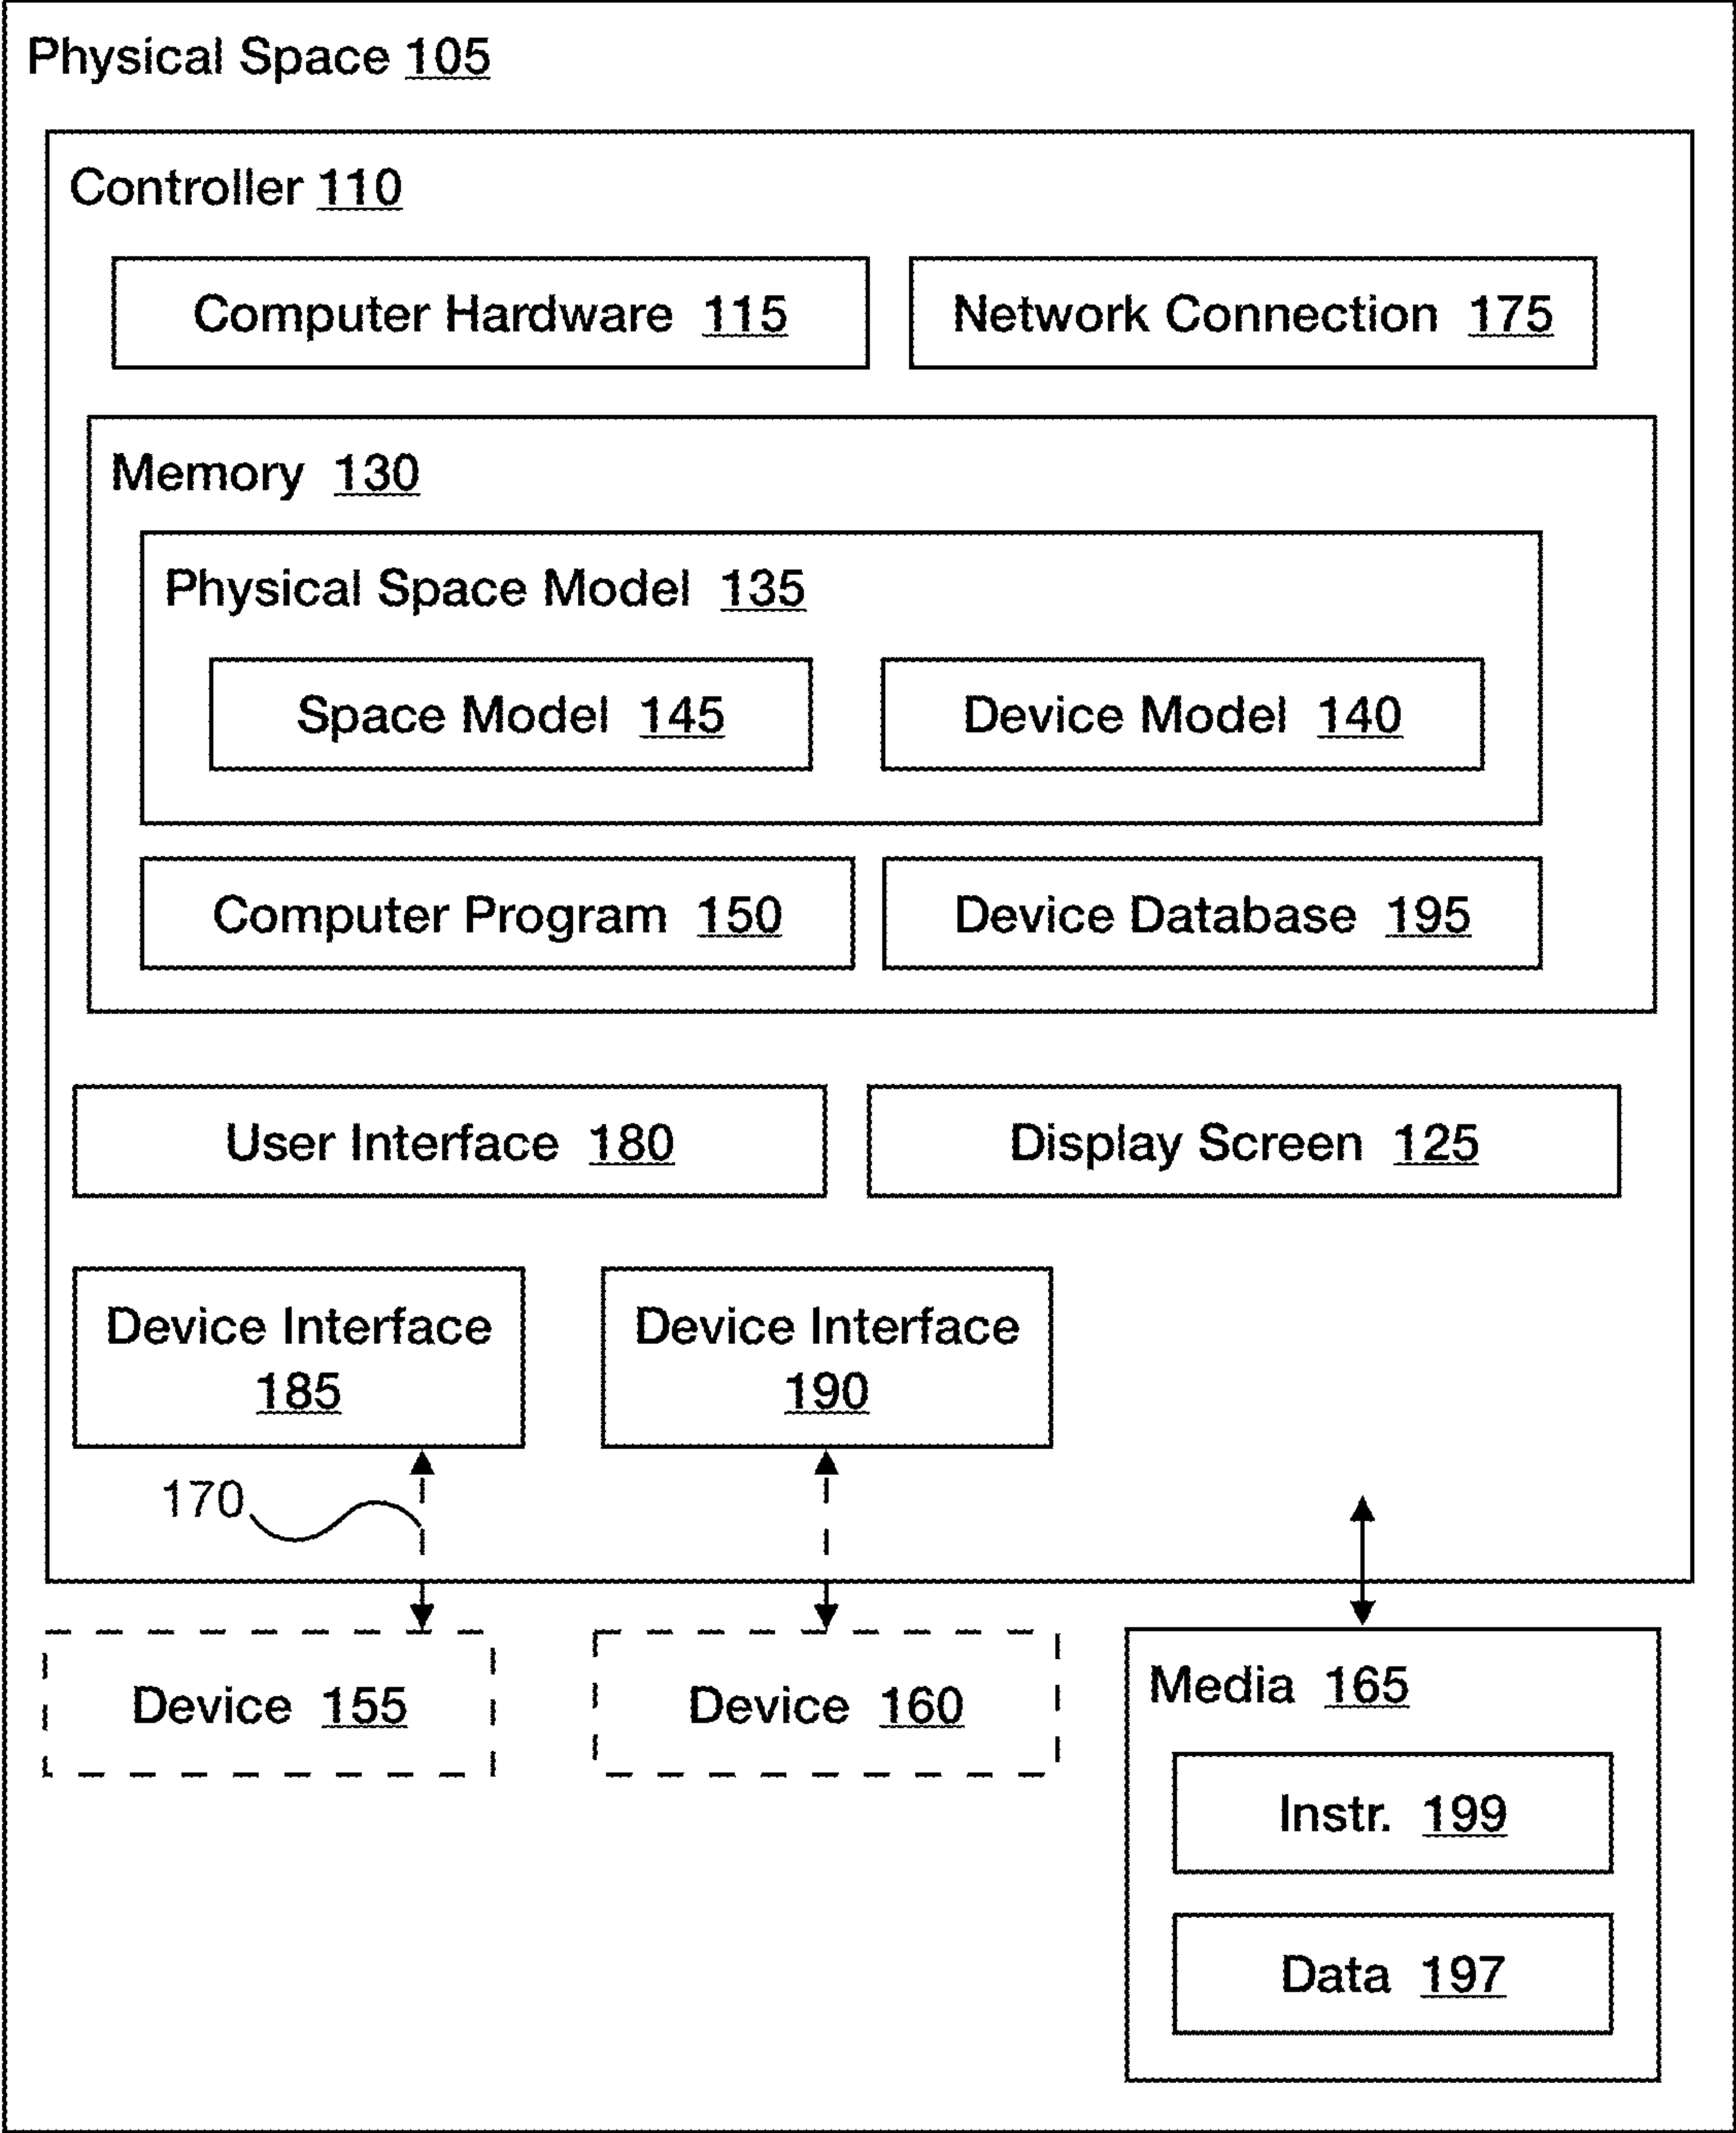 Physical Space 105
Controller 110
Computer Hardware 115
Network Connection 175
Memory 130
Physical Space Model 135
Space Model 145
Device Model 140
Computer Program 150
Device Database 195
User Interface 180
Display Screen 125
Device Interface
185
Device Interface
190
170
Device 155
Device 160
Media 165
Instr. 199
Data 197